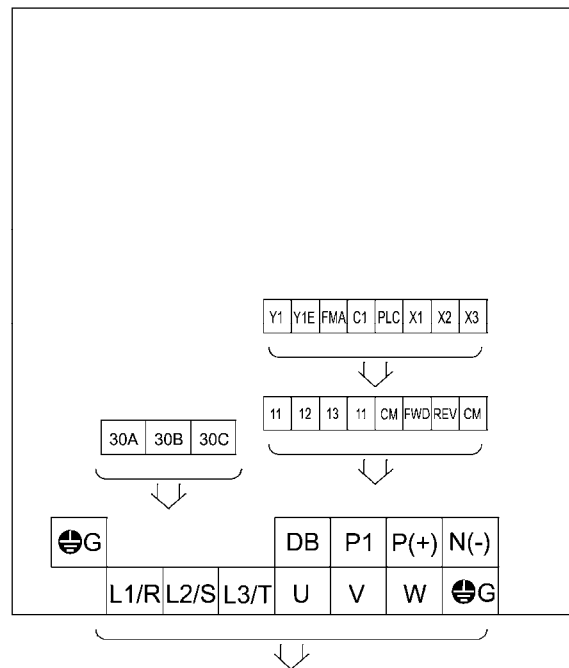 Y1 Y1E FMA C1 PLC X1 X2 X3
11 12 13 11 CM FWD REV CM
30A 30B 30C
G DB P1 P(+) N(-)
L1/R L2/S L3/T U V W G